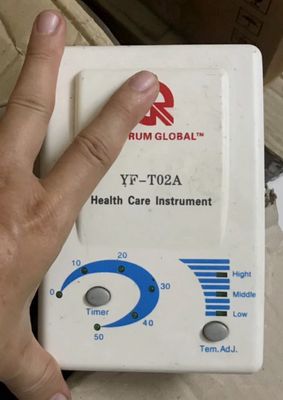 RUM GLOBAL™
YF-T02A
Health Care Instrument
0 10 20 30 40 50
Timer
Hight
Middle
Low
Tem.Adj.